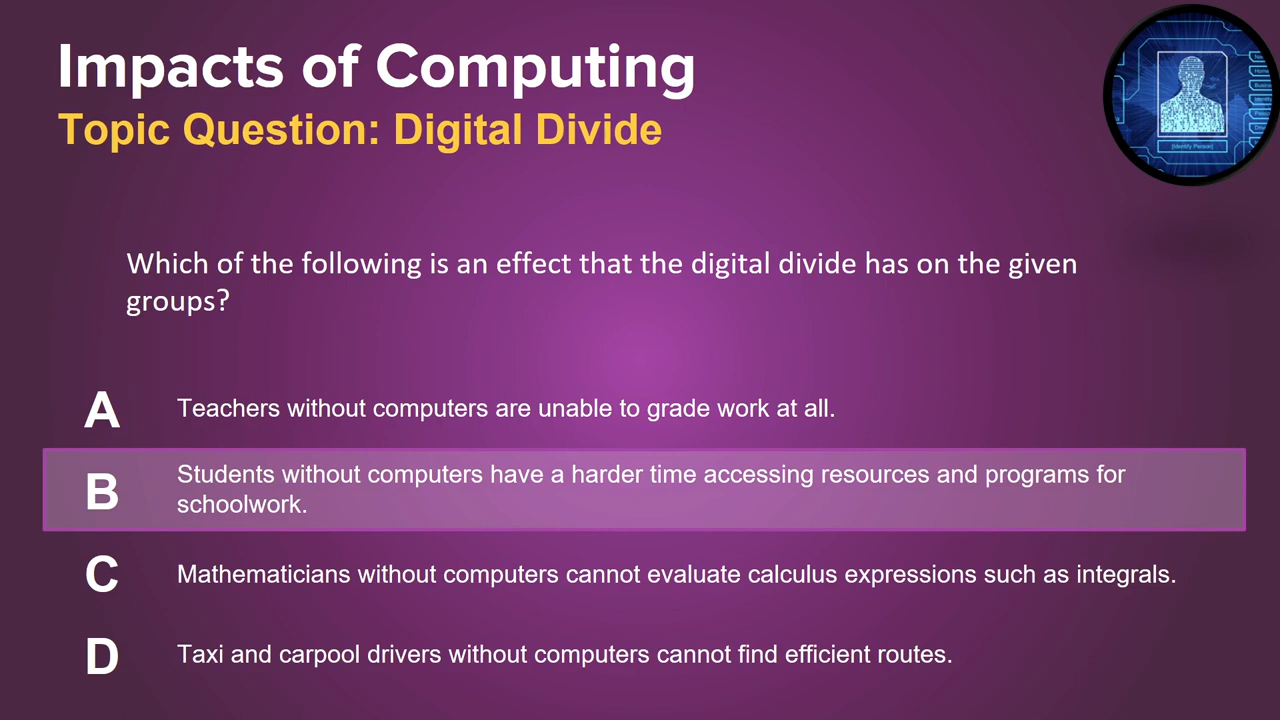 Impacts of Computing
Topic Question: Digital Divide
[Identify Person]
Which of the following is an effect that the digital divide has on the given
groups?
A Teachers without computers are unable to grade work at all.
B Students without computers have a harder time accessing resources and programs for
schoolwork.
C Mathematicians without computers cannot evaluate calculus expressions such as integrals.
D Taxi and carpool drivers without computers cannot find efficient routes.